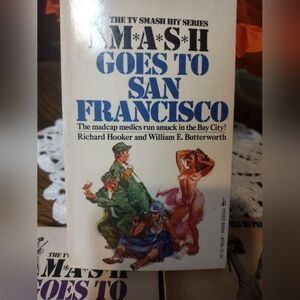 THE TV SMASH HIT SERIES
M*A*S*H
GOES TO
SAN
FRANCISCO
The madcap medics run amuck in the Bay City!
Richard Hooker and William E. Butterworth
THE TV
M*A*S*H
GOES TO